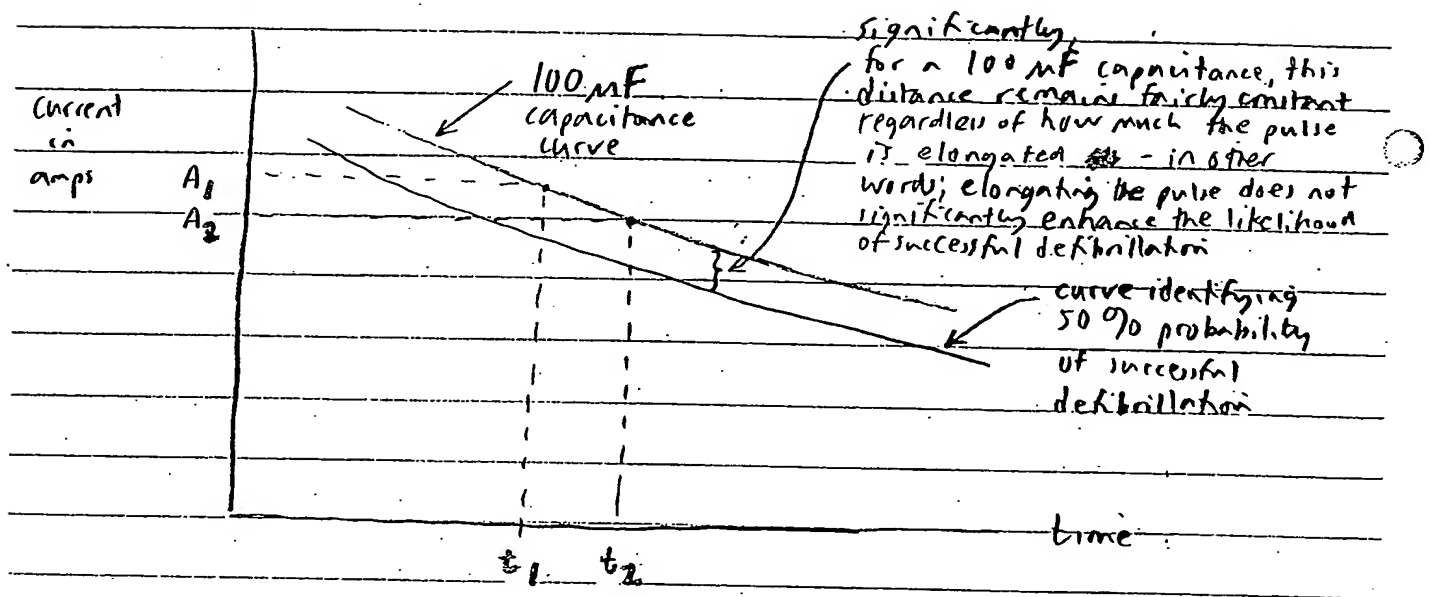 significantly,
for a 100 µF capacitance, this
distance remains fairly constant
regardless of how much the pulse
is elongated - in other
words; elongating the pulse does not
significantly enhance the likelihood
of successful defibrillation
100 µF
capacitance
curve
current
in
amps
A1
A2
curve identifying
50% probability
of successful
defibrillation
time
t1 t2